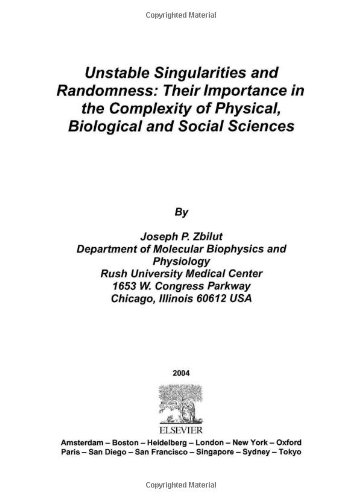 Copyrighted Material
Unstable Singularities and
Randomness: Their Importance in
the Complexity of Physical,
Biological and Social Sciences
By
Joseph P. Zbilut
Department of Molecular Biophysics and
Physiology
Rush University Medical Center
1653 W. Congress Parkway
Chicago, Illinois 60612 USA
2004
ELSEVIER
Amsterdam – Boston – Heidelberg – London – New York – Oxford
Paris – San Diego – San Francisco – Singapore – Sydney – Tokyo
Copyrighted Material